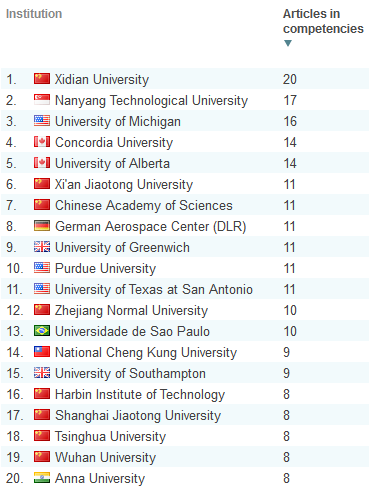 Institution Articles in
competencies
1. Xidian University 20
2. Nanyang Technological University 17
3. University of Michigan 16
4. Concordia University 14
5. University of Alberta 14
6. Xi'an Jiaotong University 11
7. Chinese Academy of Sciences 11
8. German Aerospace Center (DLR) 11
9. University of Greenwich 11
10. Purdue University 11
11. University of Texas at San Antonio 11
12. Zhejiang Normal University 10
13. Universidade de Sao Paulo 10
14. National Cheng Kung University 9
15. University of Southampton 9
16. Harbin Institute of Technology 8
17. Shanghai Jiaotong University 8
18. Tsinghua University 8
19. Wuhan University 8
20. Anna University 8